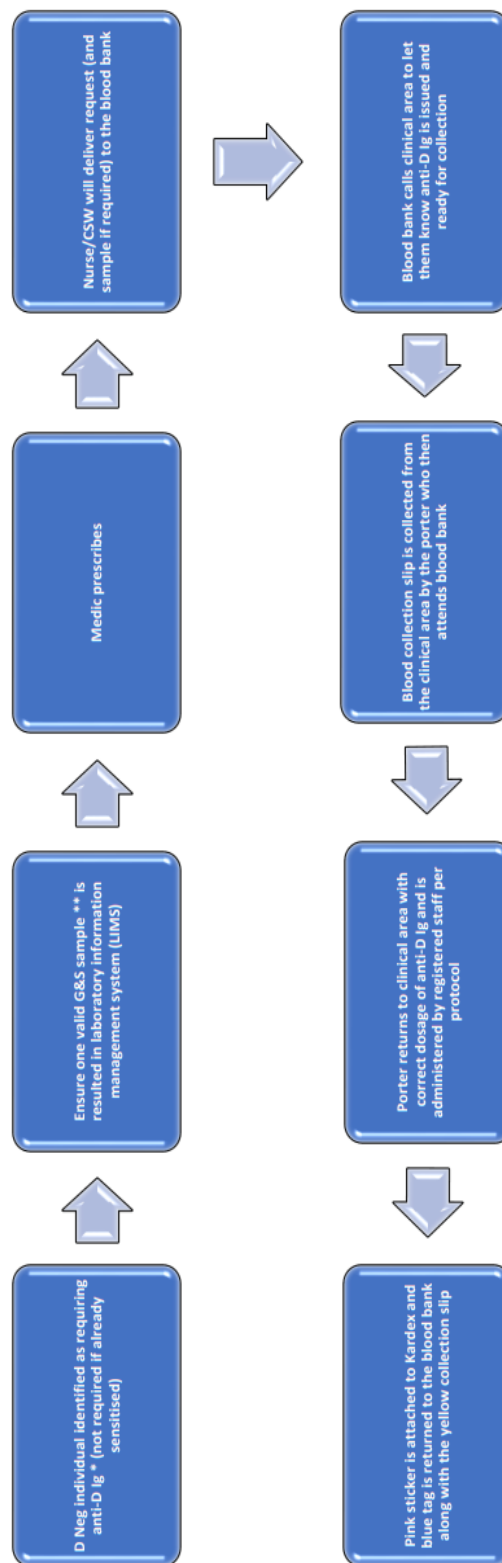 D Neg individual identified as requiring
anti-D Ig * (not required if already
sensitised)
Ensure one valid G&S sample ** is
resulted in laboratory information
management system (LIMS)
Medic prescribes
Nurse/CSW will deliver request (and
sample if required) to the blood bank
Blood bank calls clinical area to let
them know anti-D Ig is issued and
ready for collection
Blood collection slip is collected from
the clinical area by the porter who then
attends blood bank
Porter returns to clinical area with
correct dosage of anti-D Ig and is
administered by registered staff per
protocol
Pink sticker is attached to Kardex and
blue tag is returned to the blood bank
along with the yellow collection slip